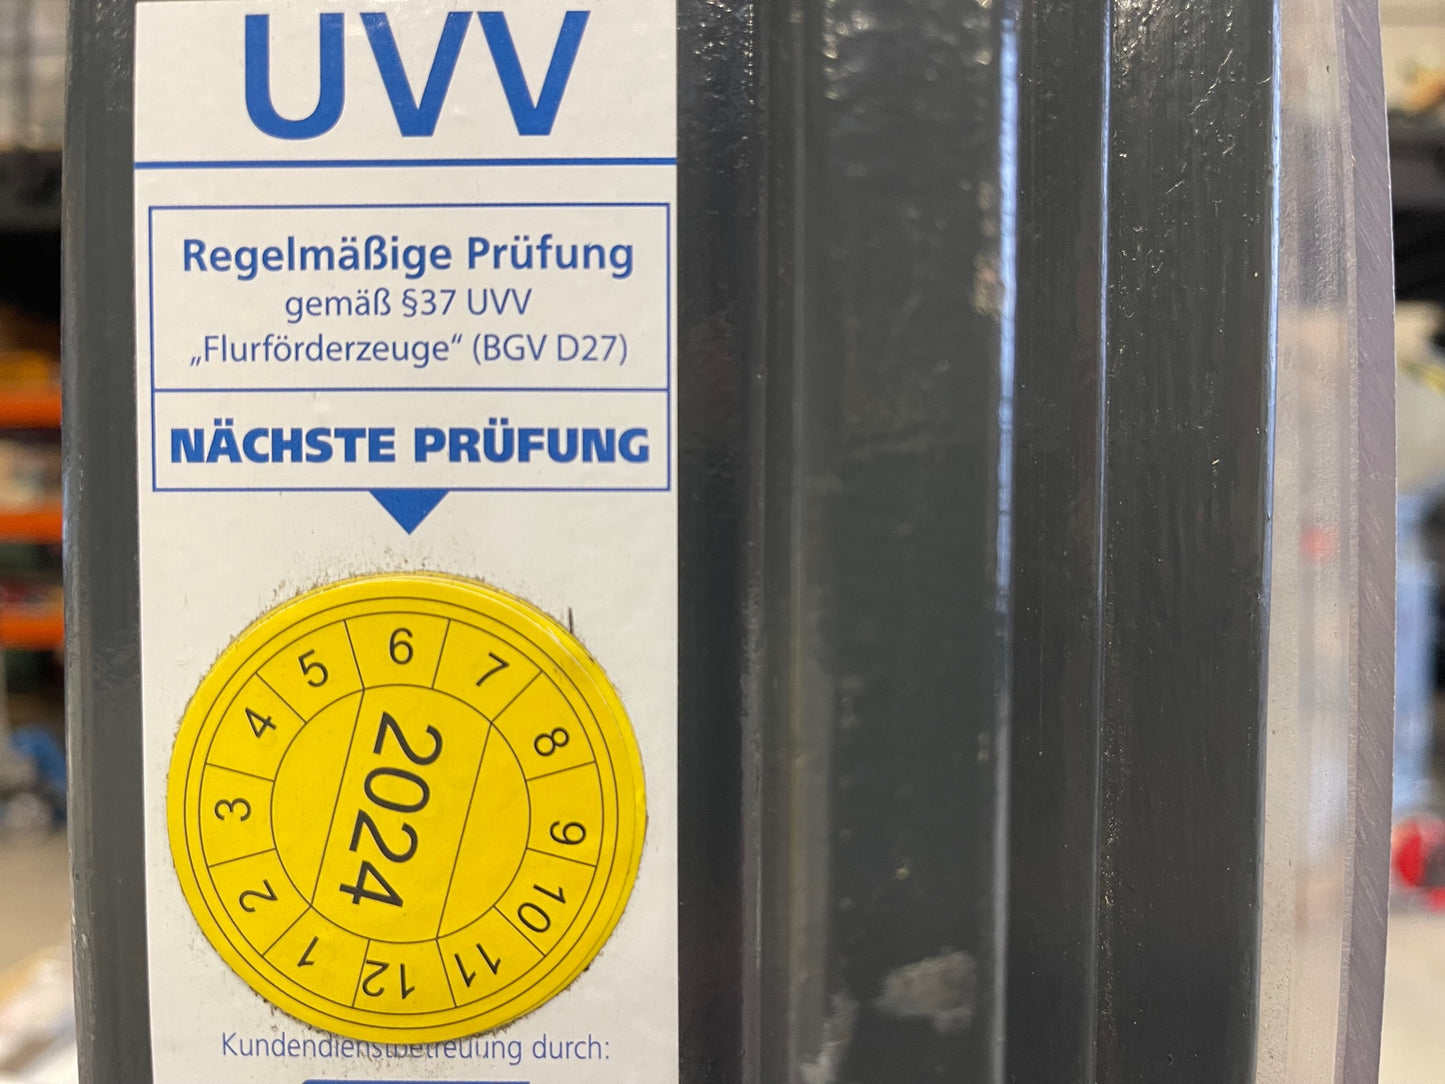 UVV
Regelmäßige Prüfung
gemäß §37 UVV
„Flurförderzeuge“ (BGV D27)
NÄCHSTE PRÜFUNG
6
5
7
4
8
3
9
2
10
1
11
12
2024
Kundendienstbetreuung durch: